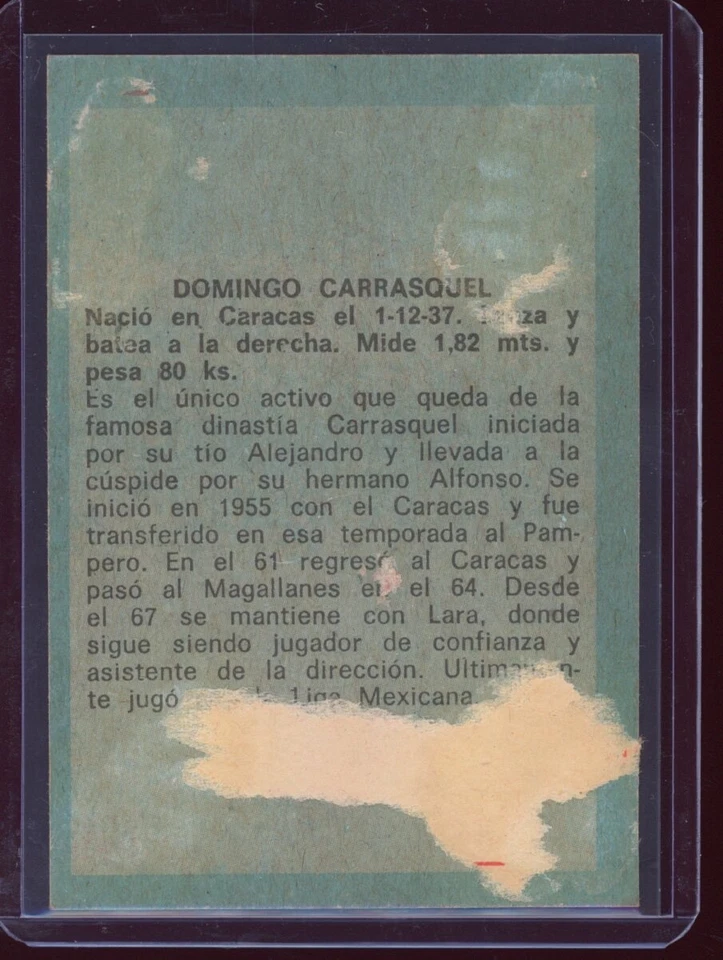 DOMINGO CARRASQUEL
Nació en Caracas el 1-12-37. y
batea a la derecha. Mide 1,82 mts. y
pesa 80 ks.
Es el único activo que queda de la
famosa dinastía Carrasquel iniciada
por su tío Alejandro y llevada a la
cúspide por su hermano Alfonso. Se
inició en 1955 con el Caracas y fue
transferido en esa temporada al Pam-
pero. En el 61 regresó al Caracas y
pasó al Magallanes en el 64. Desde
el 67 se mantiene con Lara, donde
sigue siendo jugador de confianza y
asistente de la dirección. Ultimamen-
te jugó Liga Mexicana